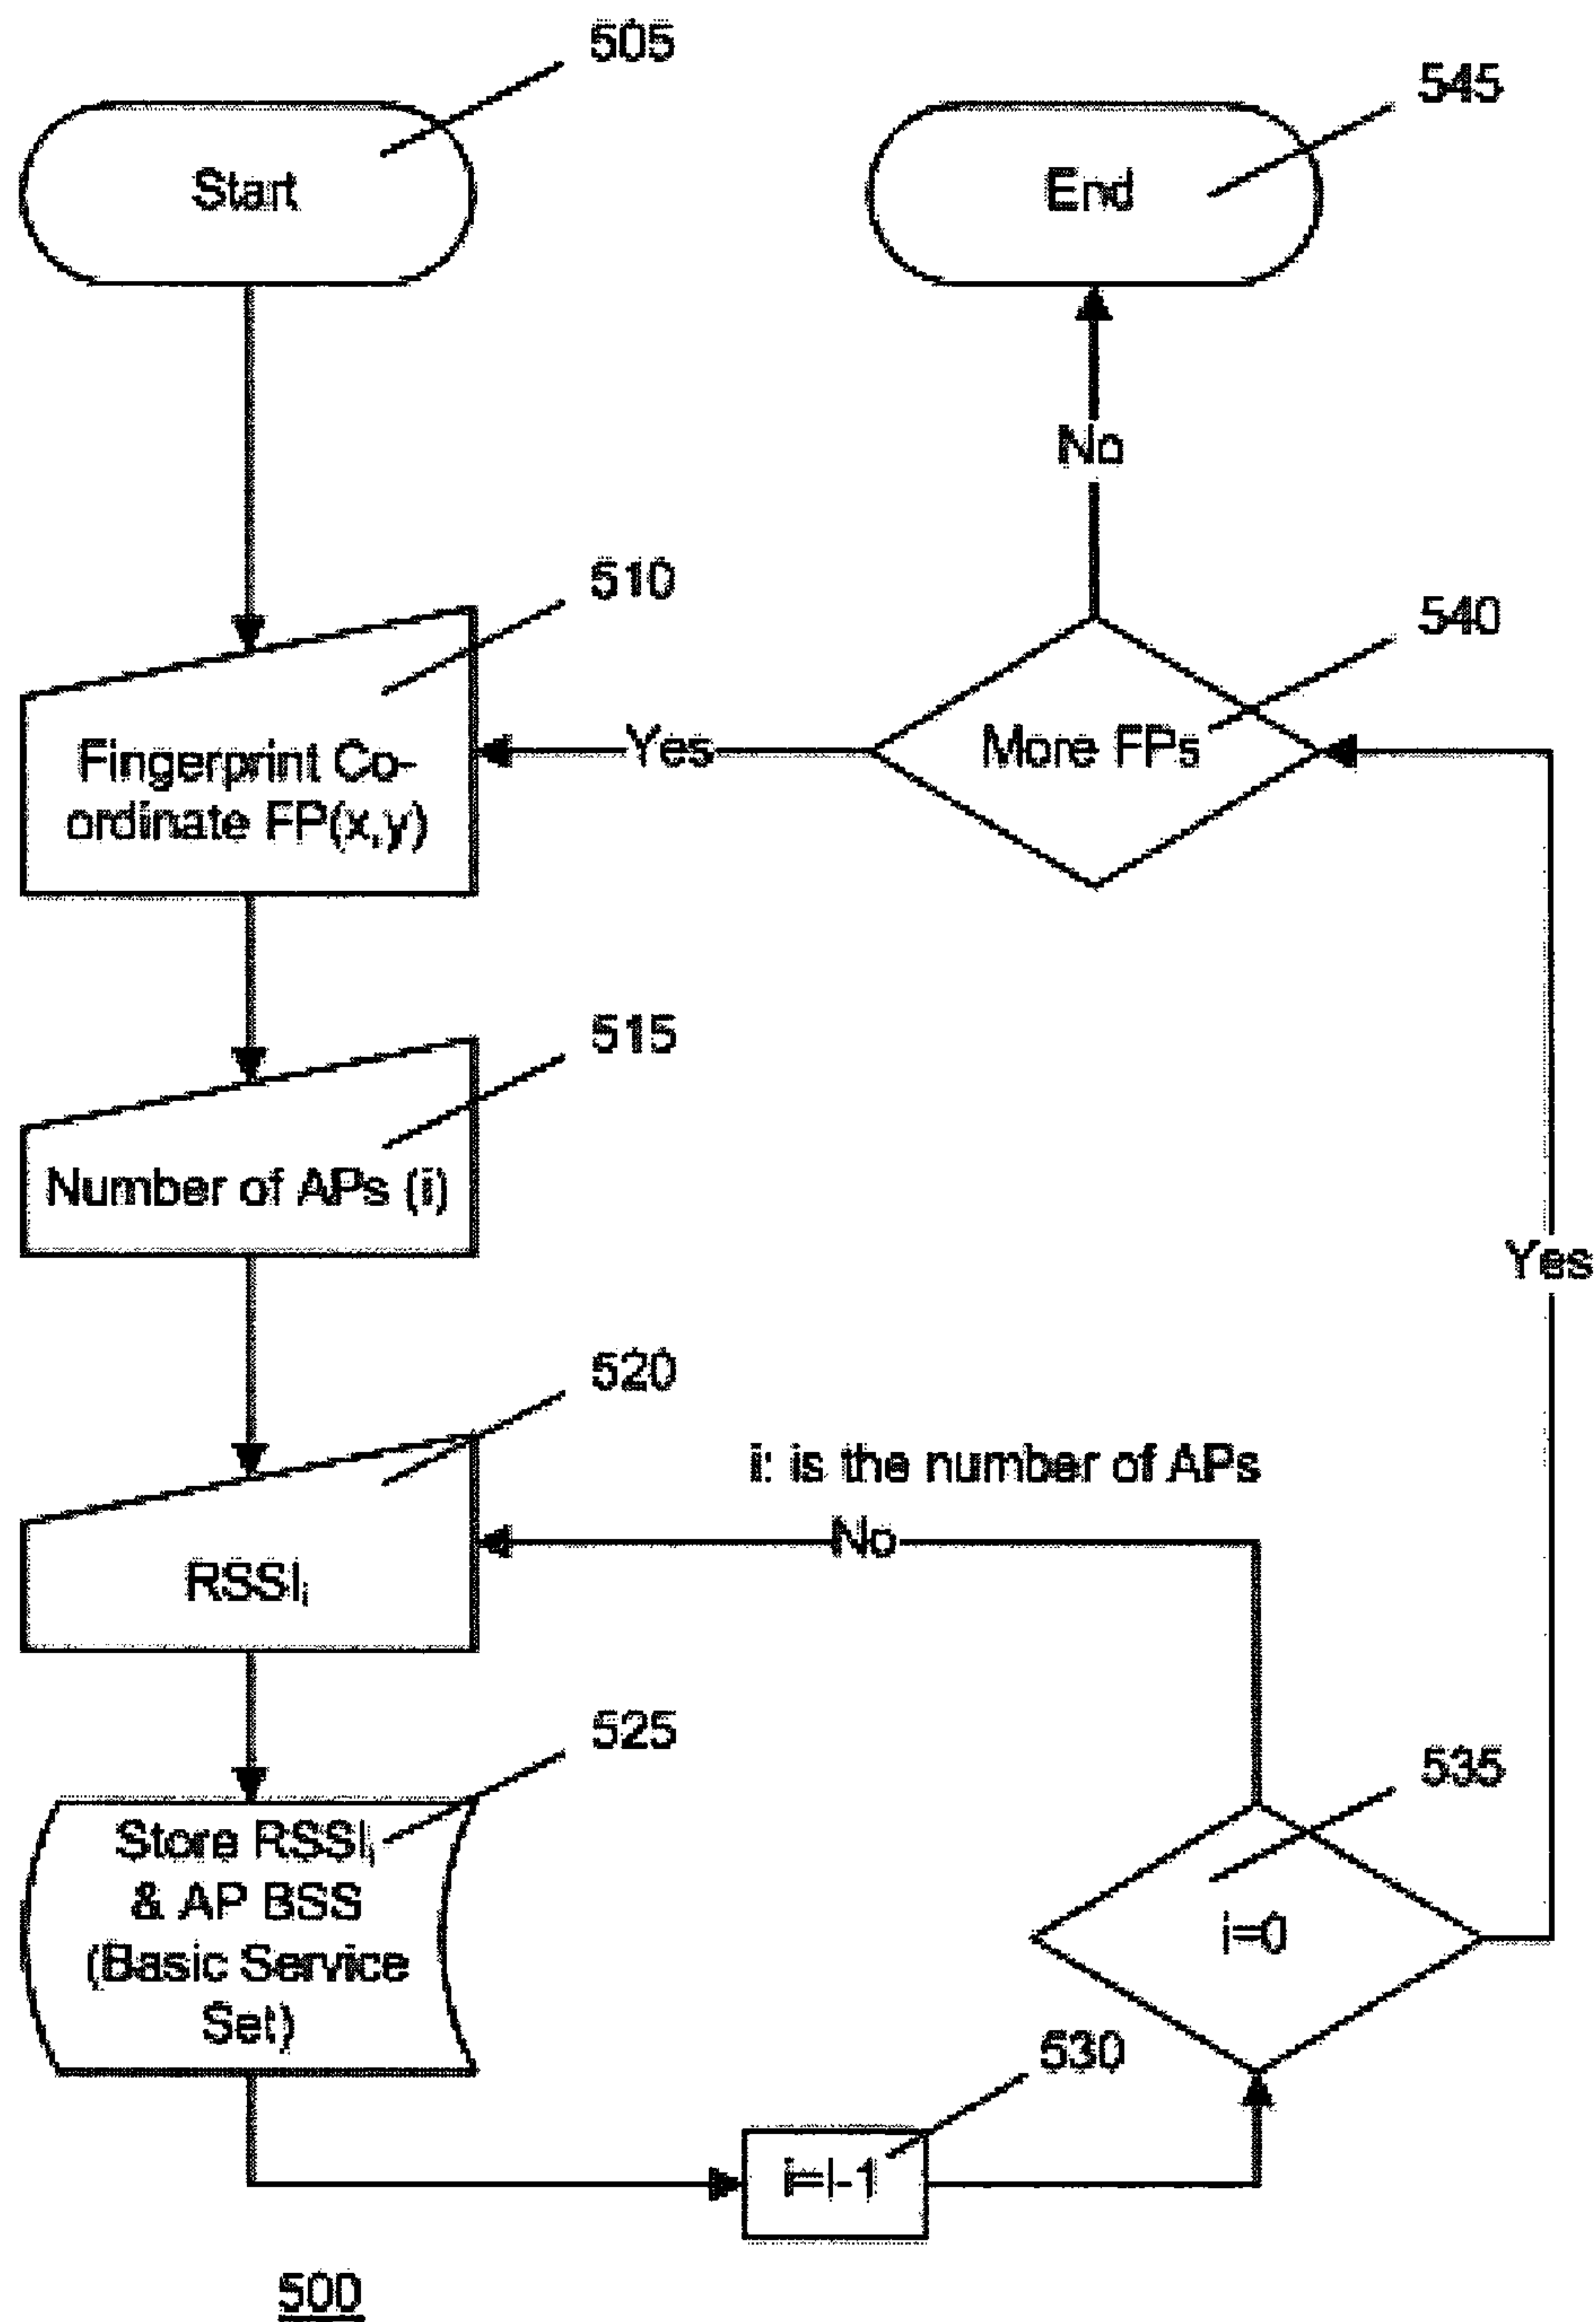 505
Start
545
End
No
510
Fingerprint Co-
ordinate FP(x,y)
Yes
540
More FPs
515
Number of APs (i)
Yes
520
RSSIi
i: is the number of APs
No
525
Store RSSIi
& AP BSS
(Basic Service
Set)
535
i=0
530
i=I-1
500